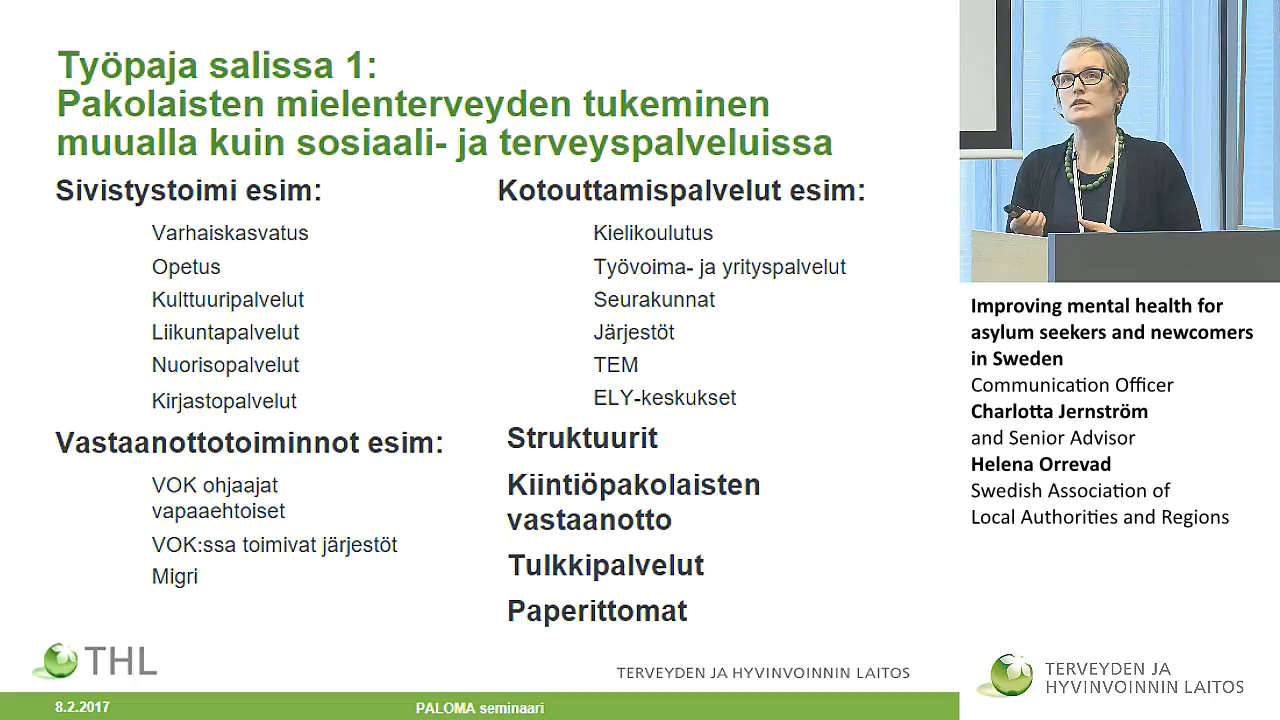 Työpaja salissa 1:
Pakolaisten mielenterveyden tukeminen
muualla kuin sosiaali- ja terveyspalveluissa
Sivistystoimi esim:
Varhaiskasvatus
Opetus
Kulttuuripalvelut
Liikuntapalvelut
Nuorisopalvelut
Kirjastopalvelut
Vastaanottotoiminnot esim:
VOK ohjaajat
vapaaehtoiset
VOK:ssa toimivat järjestöt
Migri
Kotouttamispalvelut esim:
Kielikoulutus
Työvoima- ja yrityspalvelut
Seurakunnat
Järjestöt
TEM
ELY-keskukset
Struktuurit
Kiintiöpakolaisten
vastaanotto
Tulkkipalvelut
Paperittomat
THL
TERVEYDEN JA HYVINVOINNIN LAITOS
8.2.2017
PALOMA seminaari
Improving mental health for
asylum seekers and newcomers
in Sweden
Communication Officer
Charlotta Jernström
and Senior Advisor
Helena Orrevad
Swedish Association of
Local Authorities and Regions
TERVEYDEN JA
HYVINVOINNIN LAITOS